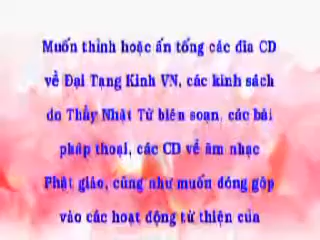 Muốn thỉnh hoặc ấn tống các đĩa CD
về Đại Tạng Kinh VN, các kinh sách
do Thầy Nhật Từ biên soạn, các bài
pháp thoại, các CD về âm nhạc
Phật giáo, cũng như muốn đóng góp
vào các hoạt động từ thiện của